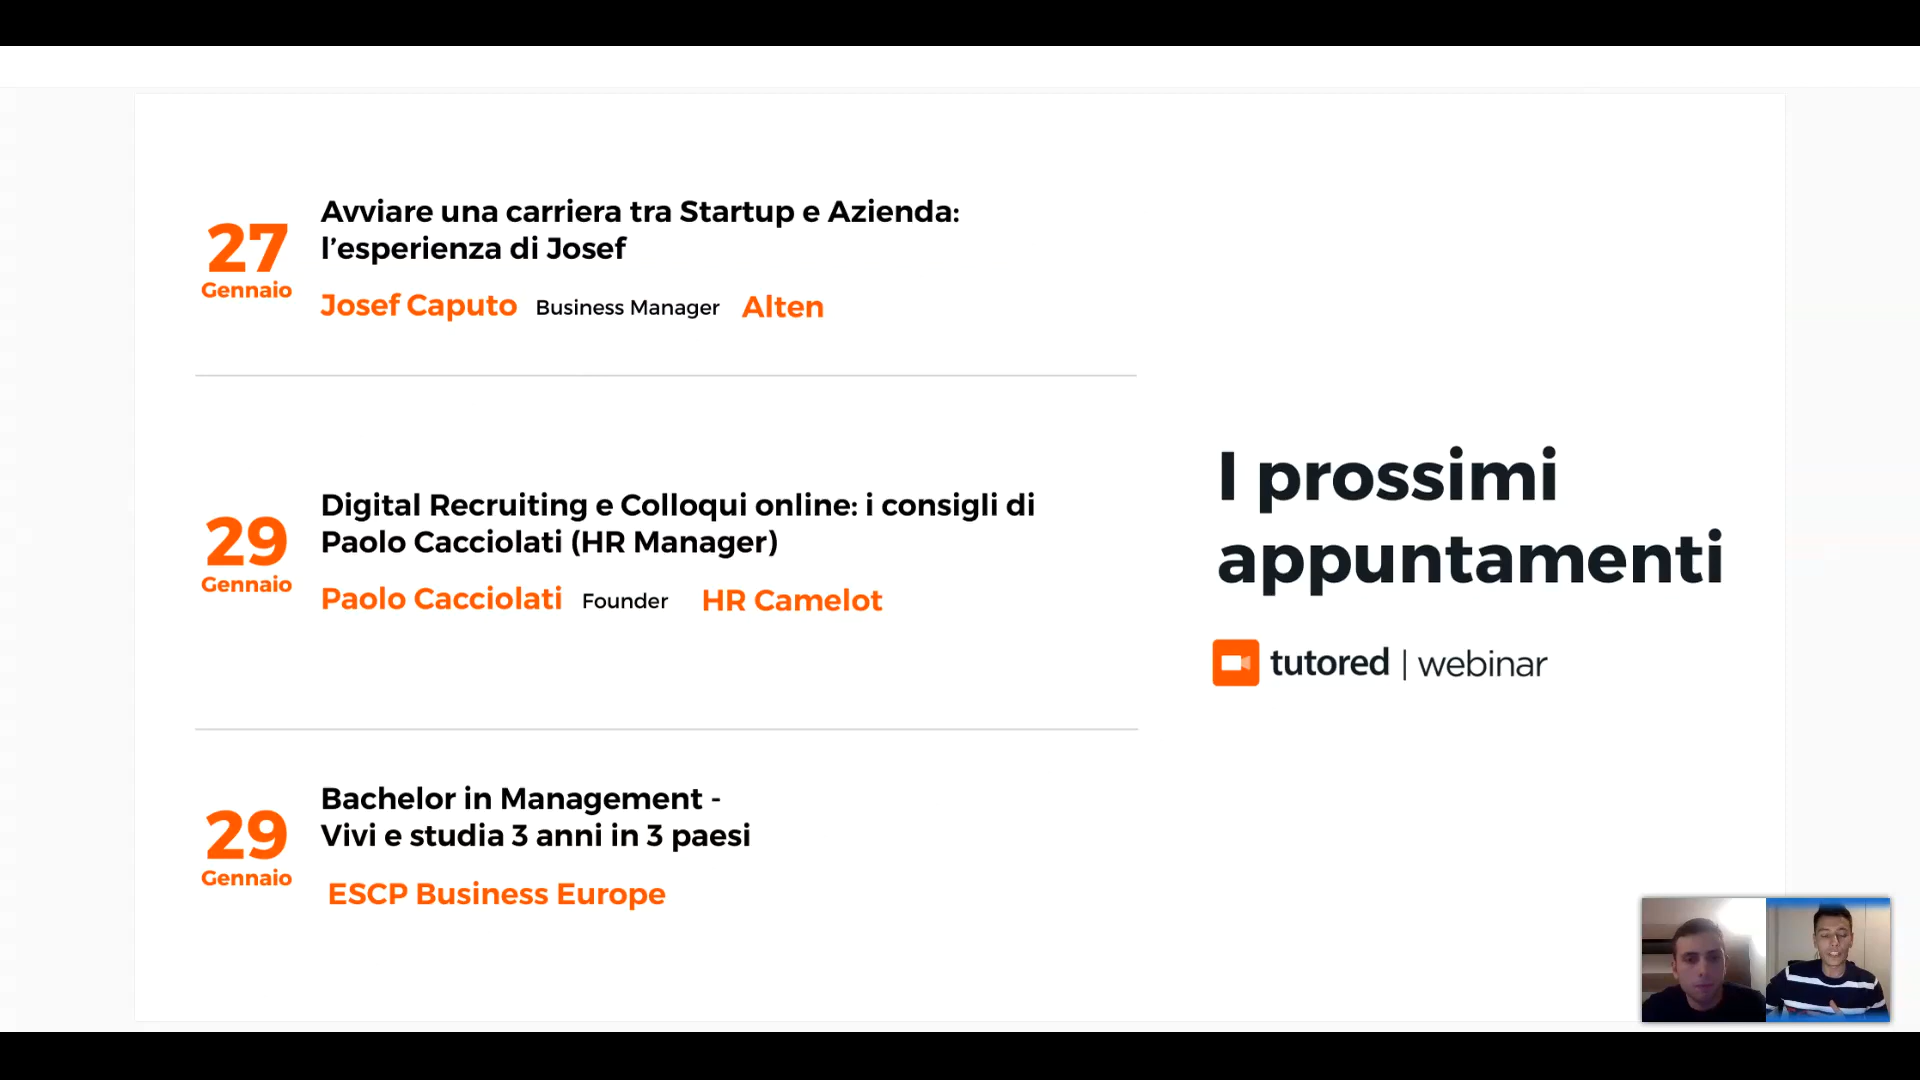 27
Gennaio
Avviare una carriera tra Startup e Azienda:
l’esperienza di Josef
Josef Caputo Business Manager Alten
29
Gennaio
Digital Recruiting e Colloqui online: i consigli di
Paolo Cacciolati (HR Manager)
Paolo Cacciolati Founder HR Camelot
29
Gennaio
Bachelor in Management -
Vivi e studia 3 anni in 3 paesi
ESCP Business Europe
I prossimi
appuntamenti
tutored | webinar